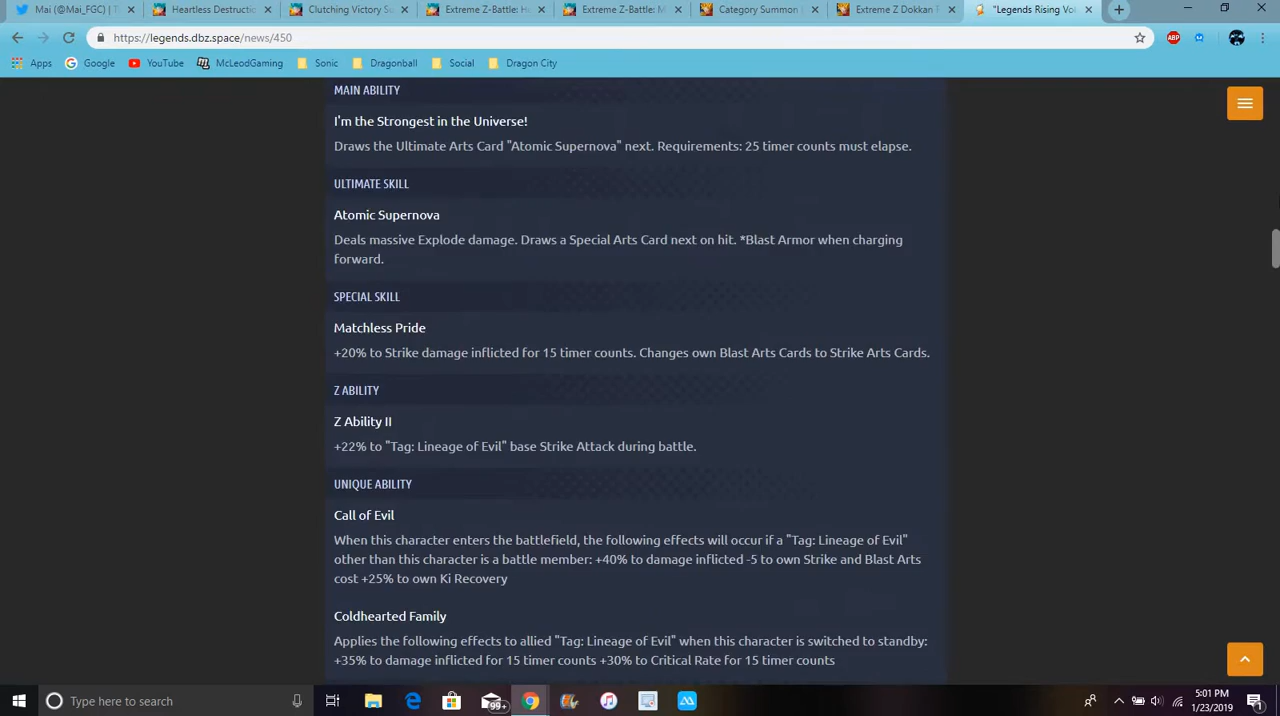 Mai (@Mai_FGC) | T
Heartless Destructio
Clutching Victory Su
Extreme Z-Battle: He
Extreme Z-Battle: M
Category Summon
Extreme Z Dokkan F
"Legends Rising Vol
https://legends.dbz.space/news/450
ABP
Apps
Google
YouTube
McLeodGaming
Sonic
Dragonball
Social
Dragon City
MAIN ABILITY
I'm the Strongest in the Universe!
Draws the Ultimate Arts Card "Atomic Supernova" next. Requirements: 25 timer counts must elapse.
ULTIMATE SKILL
Atomic Supernova
Deals massive Explode damage. Draws a Special Arts Card next on hit. *Blast Armor when charging
forward.
SPECIAL SKILL
Matchless Pride
+20% to Strike damage inflicted for 15 timer counts. Changes own Blast Arts Cards to Strike Arts Cards.
Z ABILITY
Z Ability II
+22% to "Tag: Lineage of Evil" base Strike Attack during battle.
UNIQUE ABILITY
Call of Evil
When this character enters the battlefield, the following effects will occur if a "Tag: Lineage of Evil"
other than this character is a battle member: +40% to damage inflicted -5 to own Strike and Blast Arts
cost +25% to own Ki Recovery
Coldhearted Family
Applies the following effects to allied "Tag: Lineage of Evil" when this character is switched to standby:
+35% to damage inflicted for 15 timer counts +30% to Critical Rate for 15 timer counts
Type here to search
99+
5:01 PM
1/23/2019
1